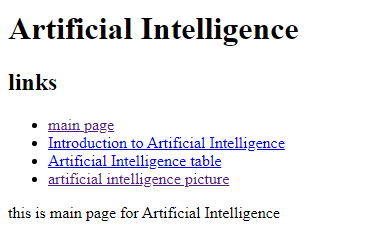 Artificial Intelligence
links
main page
Introduction to Artificial Intelligence
Artificial Intelligence table
artificial intelligence picture
this is main page for Artificial Intelligence